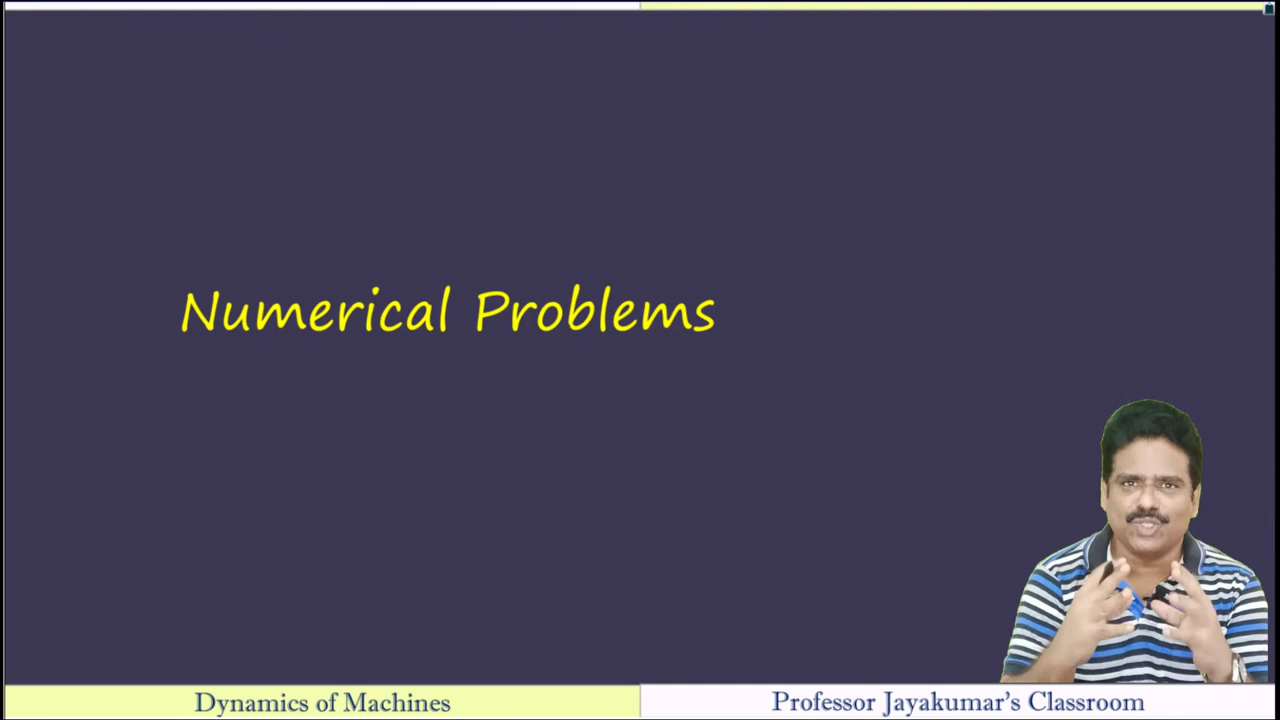 Numerical Problems
Dynamics of Machines
Professor Jayakumar's Classroom